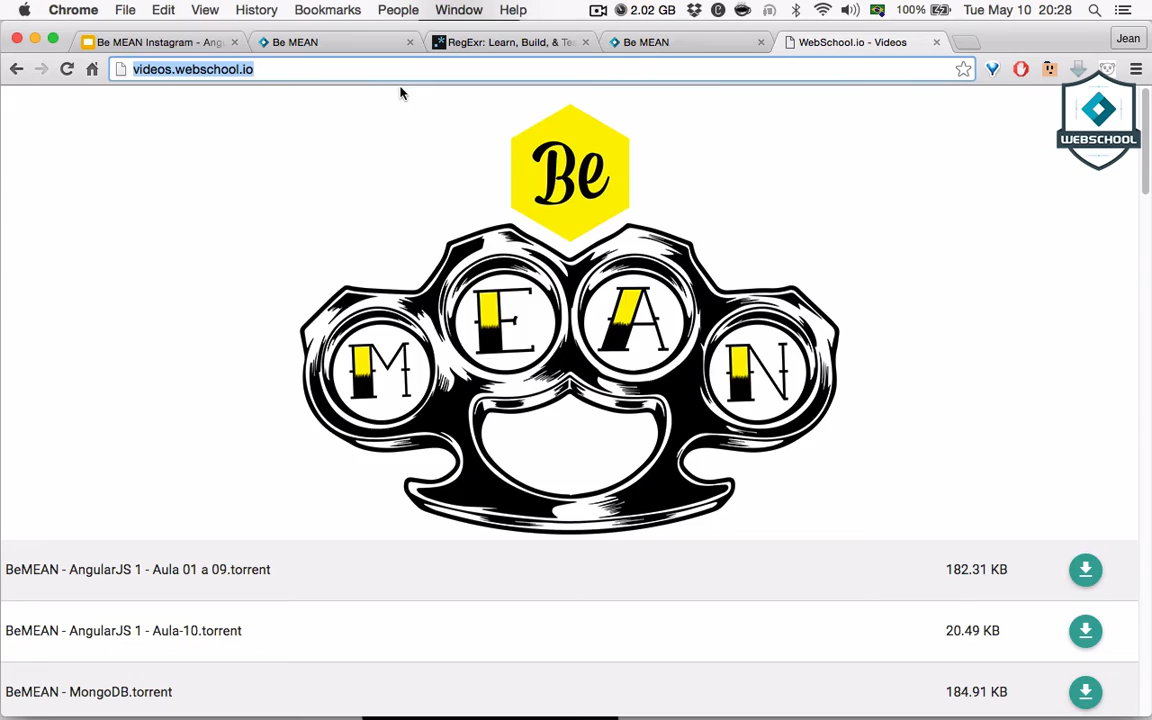 Chrome File Edit View History Bookmarks People Window Help 2.02 GB 100% Tue May 10 20:28
Be MEAN Instagram - Ang Be MEAN RegExr: Learn, Build, & Te Be MEAN WebSchool.io - Videos Jean
videos.webschool.io
WEBSCHOOL
Be
M E A N
BeMEAN - AngularJS 1 - Aula 01 a 09.torrent 182.31 KB
BeMEAN - AngularJS 1 - Aula-10.torrent 20.49 KB
BeMEAN - MongoDB.torrent 184.91 KB